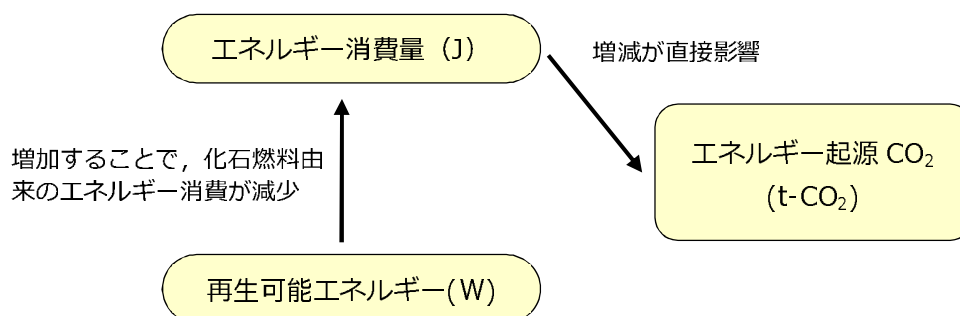 エネルギー消費量（J）
増減が直接影響
増加することで，化石燃料由
来のエネルギー消費が減少
エネルギー起源 CO₂
(t-CO₂)
再生可能エネルギー(W)